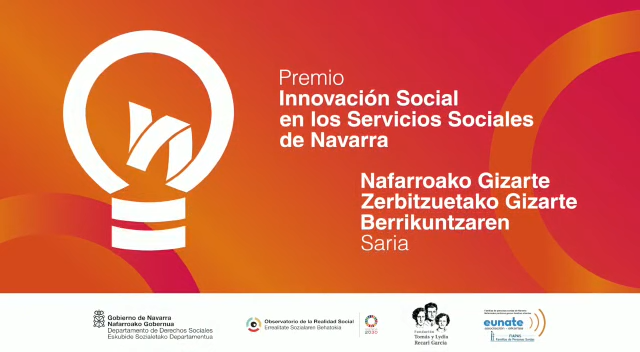 Premio
Innovación Social
en los Servicios Sociales
de Navarra
Nafarroako Gizarte
Zerbitzuetako Gizarte
Berrikuntzaren
Saria
Gobierno de Navarra
Nafarroako Gobernua
Departamento de Derechos Sociales
Eskubide Sozialetako Departamentua
Observatorio de la Realidad Social
Errealitate Sozialaren Behatokia
2030
Fundación
Tomás y Lydia
Recari García
eunate